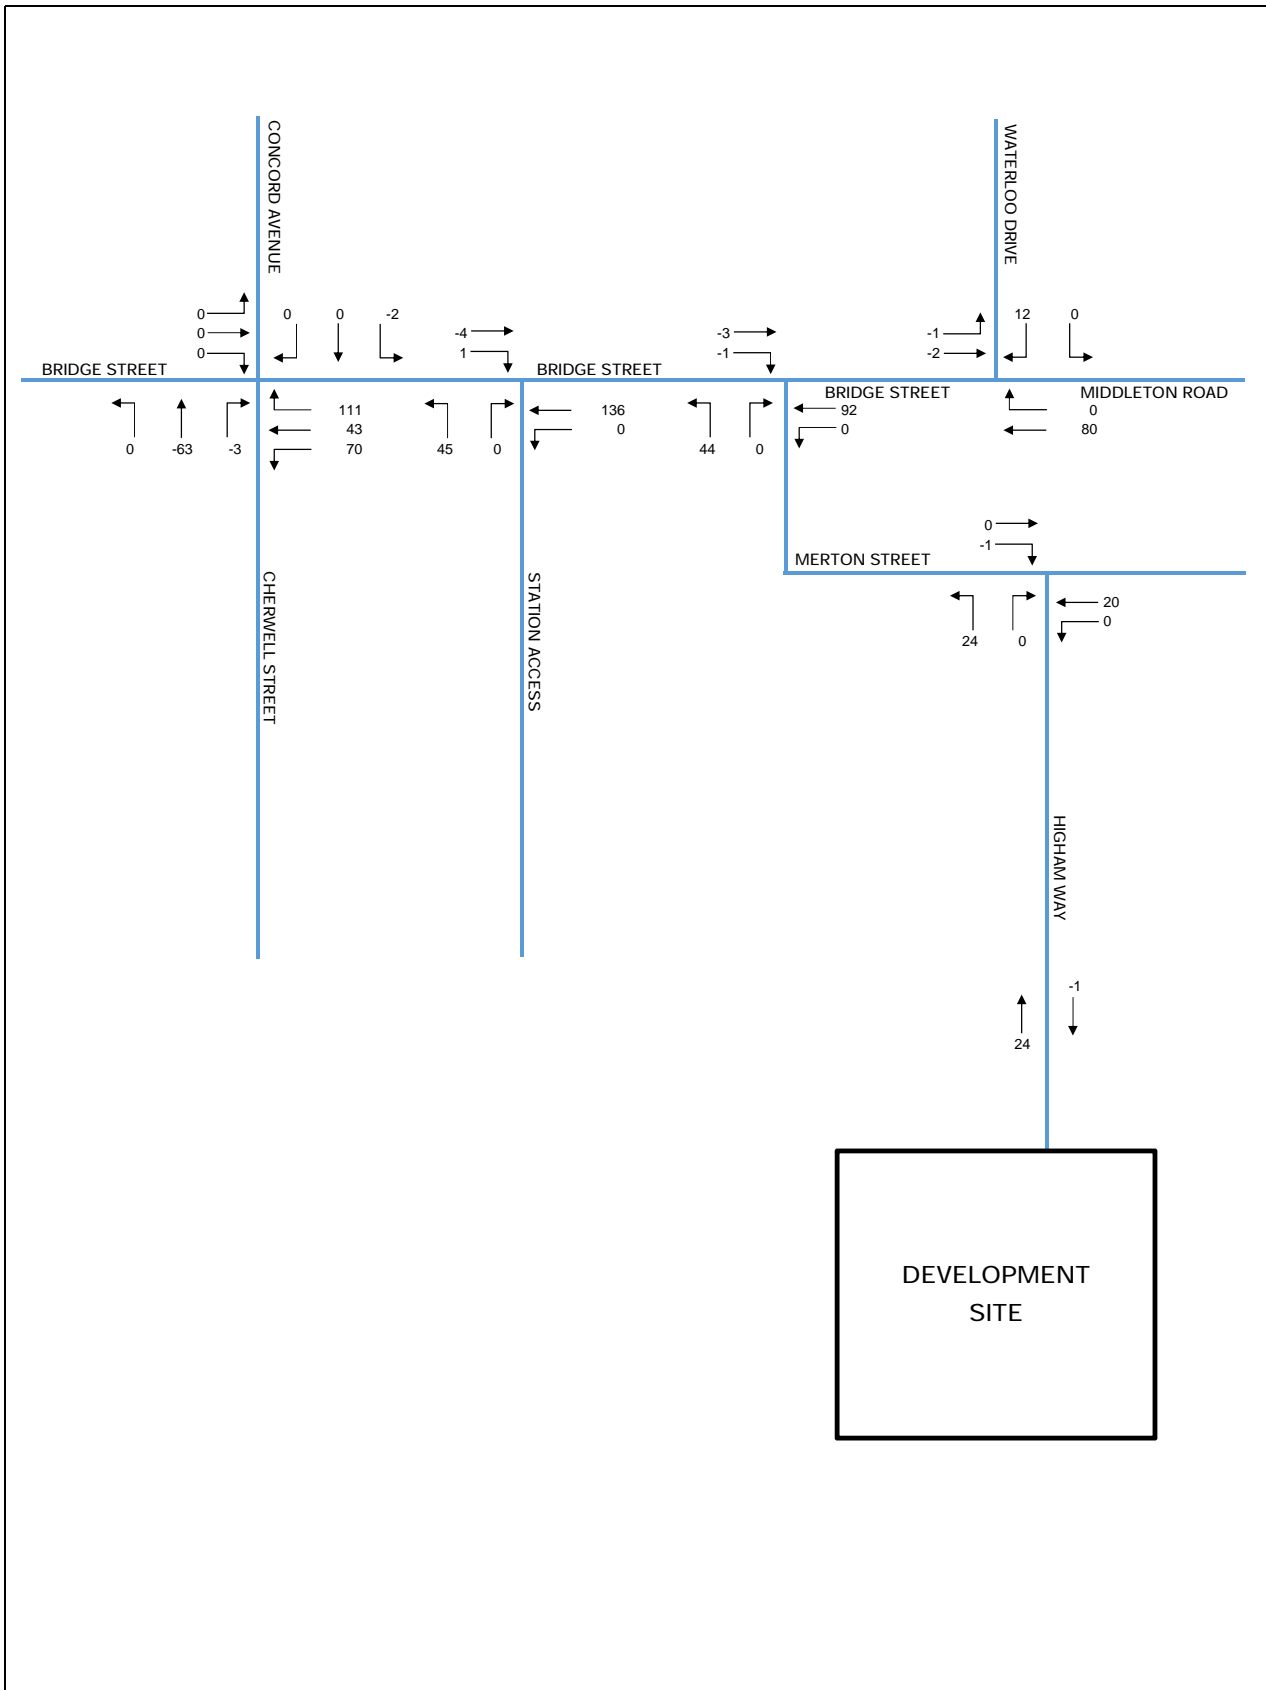 CONCORD AVENUE
WATERLOO DRIVE
0
0
0
0 0 -2
-4
1
-3
-1
-1
-2
12 0
BRIDGE STREET
BRIDGE STREET
BRIDGE STREET
MIDDLETON ROAD
0 -63 -3
111
43
70
45 0
136
0
44 0
92
0
0
80
0
-1
MERTON STREET
CHERWELL STREET
STATION ACCESS
24 0
20
0
HIGHAM WAY
-1
24
DEVELOPMENT
SITE